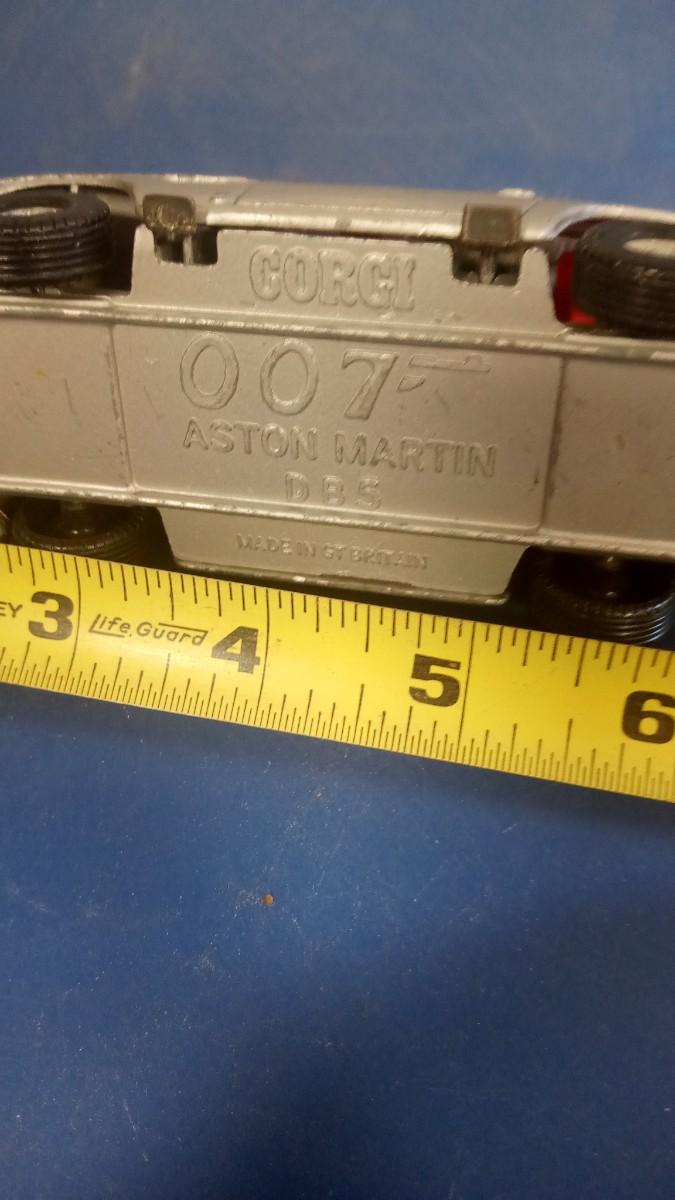 CORGI
007
ASTON MARTIN
DB5
MADE IN GT BRITAIN
EY 3 Life Guard 4 5 6